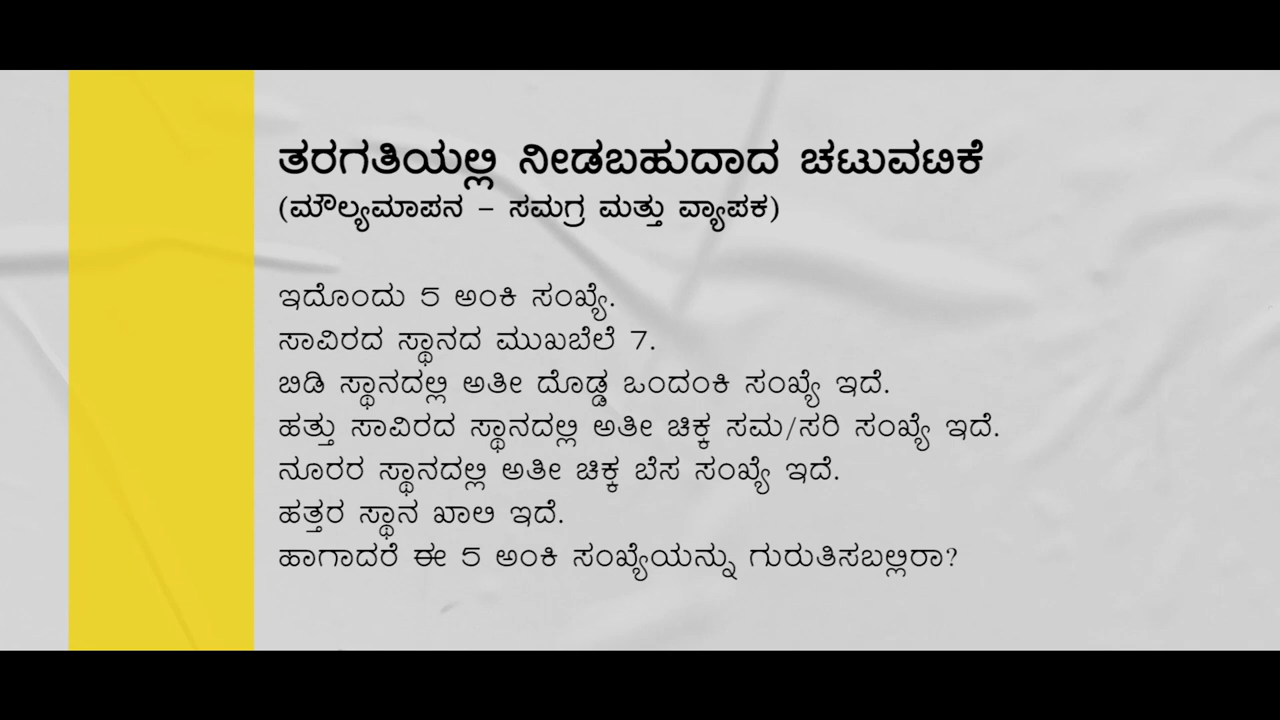 ತರಗತಿಯಲ್ಲಿ ನೀಡಬಹುದಾದ ಚಟುವಟಿಕೆ
(ಮೌಲ್ಯಮಾಪನ – ಸಮಗ್ರ ಮತ್ತು ವ್ಯಾಪಕ)
ಇದೊಂದು 5 ಅಂಕಿ ಸಂಖ್ಯೆ.
ಸಾವಿರದ ಸ್ಥಾನದ ಮುಖಬೆಲೆ 7.
ಬಿಡಿ ಸ್ಥಾನದಲ್ಲಿ ಅತೀ ದೊಡ್ಡ ಒಂದಂಕಿ ಸಂಖ್ಯೆ ಇದೆ.
ಹತ್ತು ಸಾವಿರದ ಸ್ಥಾನದಲ್ಲಿ ಅತೀ ಚಿಕ್ಕ ಸಮ/ಸರಿ ಸಂಖ್ಯೆ ಇದೆ.
ನೂರರ ಸ್ಥಾನದಲ್ಲಿ ಅತೀ ಚಿಕ್ಕ ಬೆಸ ಸಂಖ್ಯೆ ಇದೆ.
ಹತ್ತರ ಸ್ಥಾನ ಖಾಲಿ ಇದೆ.
ಹಾಗಾದರೆ ಈ 5 ಅಂಕಿ ಸಂಖ್ಯೆಯನ್ನು ಗುರುತಿಸಬಲ್ಲಿರಾ?